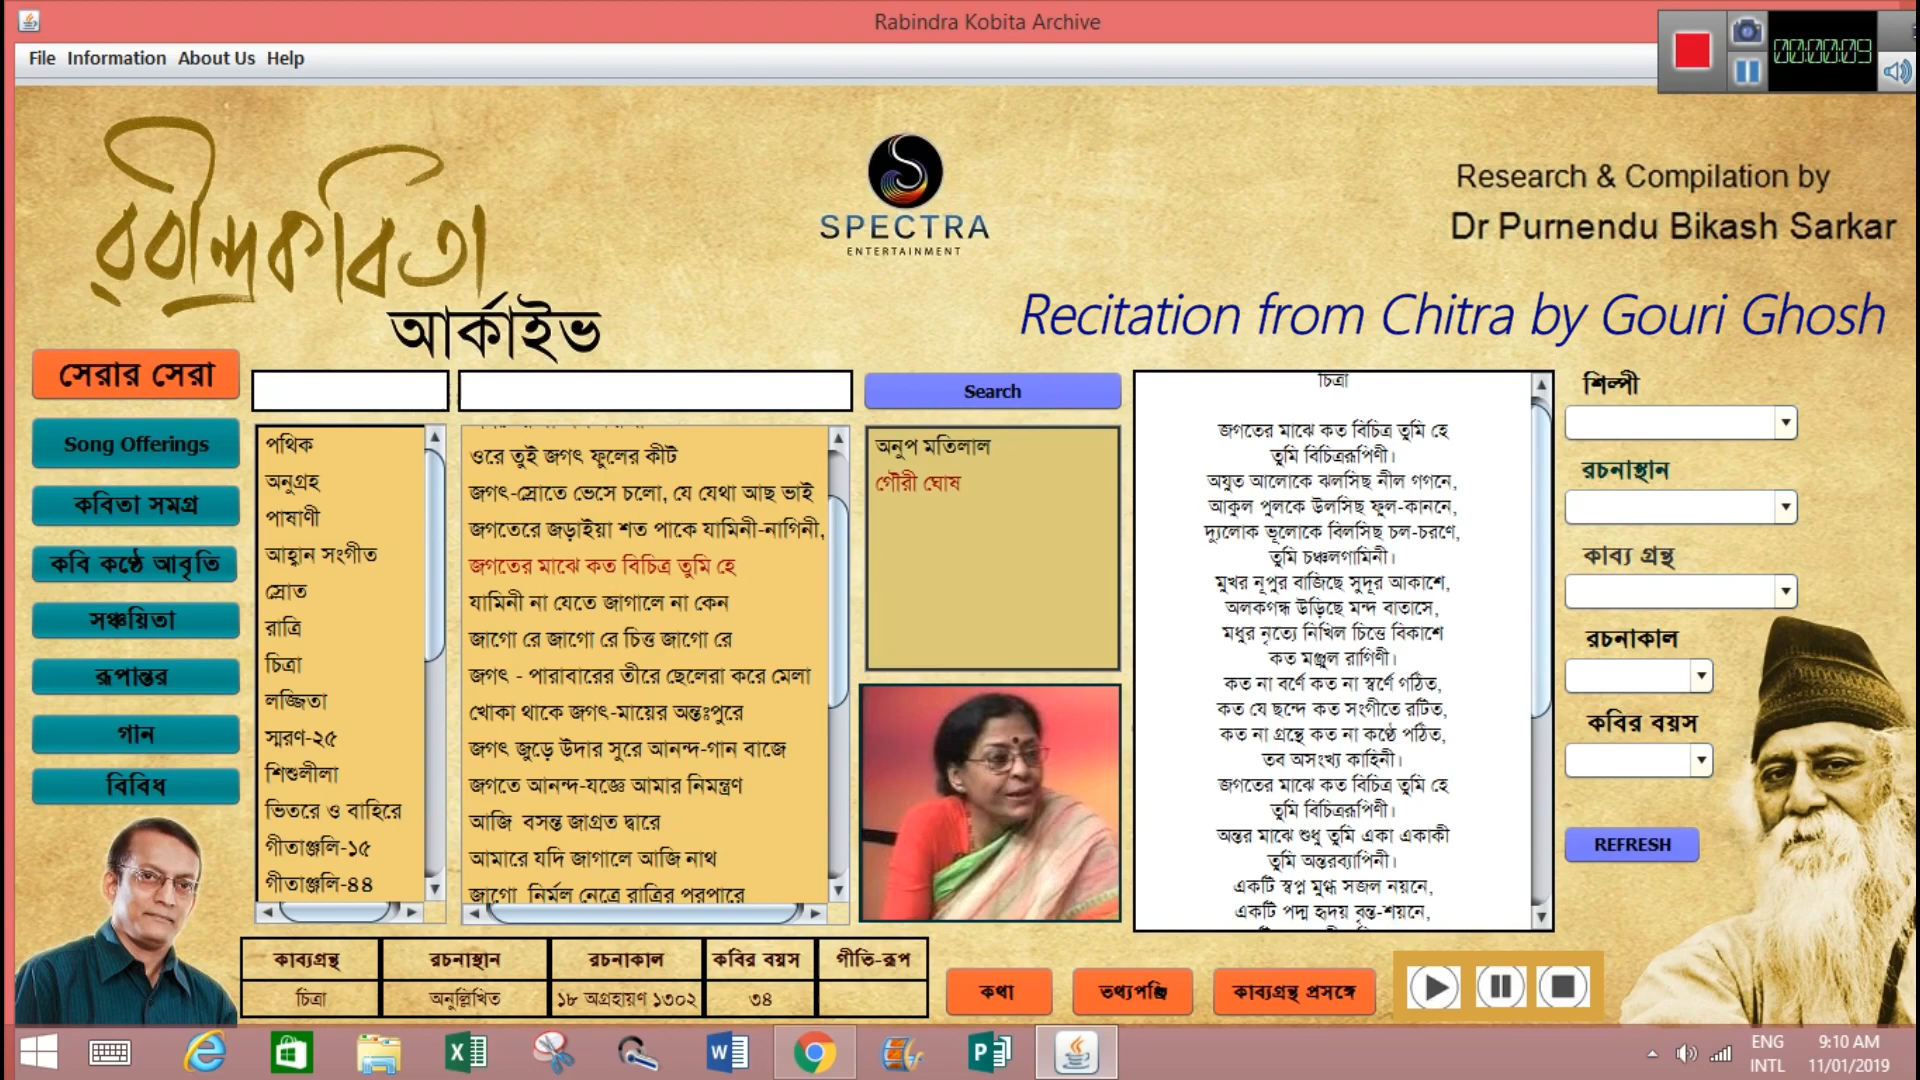 Rabindra Kobita Archive
File Information About Us Help
00:00:09
রবীন্দ্রকবিতা
আর্কাইভ
SPECTRA
ENTERTAINMENT
Research & Compilation by
Dr Purnendu Bikash Sarkar
Recitation from Chitra by Gouri Ghosh
সেরার সেরা
Song Offerings
কবিতা সমগ্র
কবি কণ্ঠে আবৃতি
সঞ্চয়িতা
রূপান্তর
গান
বিবিধ
পথিক
অনুগ্রহ
পাষাণী
আহ্বান সংগীত
স্রোত
রাত্রি
চিত্রা
লজ্জিতা
স্মরণ-২৫
শিশুলীলা
ভিতরে ও বাহিরে
গীতাঞ্জলি-১৫
গীতাঞ্জলি-৪৪
ওরে তুই জগৎ ফুলের কীট
জগৎ-স্রোতে ভেসে চলো, যে যেথা আছ ভাই
জগতেরে জড়াইয়া শত পাকে যামিনী-নাগিনী,
জগতের মাঝে কত বিচিত্র তুমি হে
যামিনী না যেতে জাগালে না কেন
জাগো রে জাগো রে চিত্ত জাগো রে
জগৎ - পারাবারের তীরে ছেলেরা করে মেলা
খোকা থাকে জগৎ-মায়ের অন্তঃপুরে
জগৎ জুড়ে উদার সুরে আনন্দ-গান বাজে
জগতে আনন্দ-যজ্ঞে আমার নিমন্ত্রণ
আজি বসন্ত জাগ্রত দ্বারে
আমারে যদি জাগালে আজি নাথ
জাগো নির্মল নেত্রে রাত্রির পরপারে
Search
অনুপ মতিলাল
গৌরী ঘোষ
চিত্রা
জগতের মাঝে কত বিচিত্র তুমি হে
তুমি বিচিত্ররূপিণী।
অযুত আলোকে ঝলসিছ নীল গগনে,
আকুল পুলকে উলসিছ ফুল-কাননে,
দ্যুলোক ভূলোকে বিলসিছ চল-চরণে,
তুমি চঞ্চলগামিনী।
মুখর নূপুর বাজিছে সুদূর আকাশে,
অলকগন্ধ উড়িছে মন্দ বাতাসে,
মধুর নৃত্যে নিখিল চিত্তে বিকাশে
কত মঞ্জুল রাগিণী।
কত না বর্ণে কত না স্বর্ণে গঠিত,
কত যে ছন্দে কত সংগীতে রটিত,
কত না গ্রন্থে কত না কণ্ঠে পঠিত,
তব অসংখ্য কাহিনী।
জগতের মাঝে কত বিচিত্র তুমি হে
তুমি বিচিত্ররূপিণী।
অন্তর মাঝে শুধু তুমি একা একাকী
তুমি অন্তরব্যাপিনী।
একটি স্বপ্ন মুগ্ধ সজল নয়নে,
একটি পদ্ম হৃদয় বৃন্ত-শয়নে,
শিল্পী
রচনাস্থান
কাব্য গ্রন্থ
রচনাকাল
কবির বয়স
REFRESH
কাব্যগ্রন্থ রচনাস্থান রচনাকাল কবির বয়স গীতি-রূপ
চিত্রা অনুল্লিখিত ১৮ অগ্রহায়ণ ১৩০২ ৩৪
কথা তথ্যপঞ্জি কাব্যগ্রন্থ প্রসঙ্গে
ENG 9:10 AM
INTL 11/01/2019